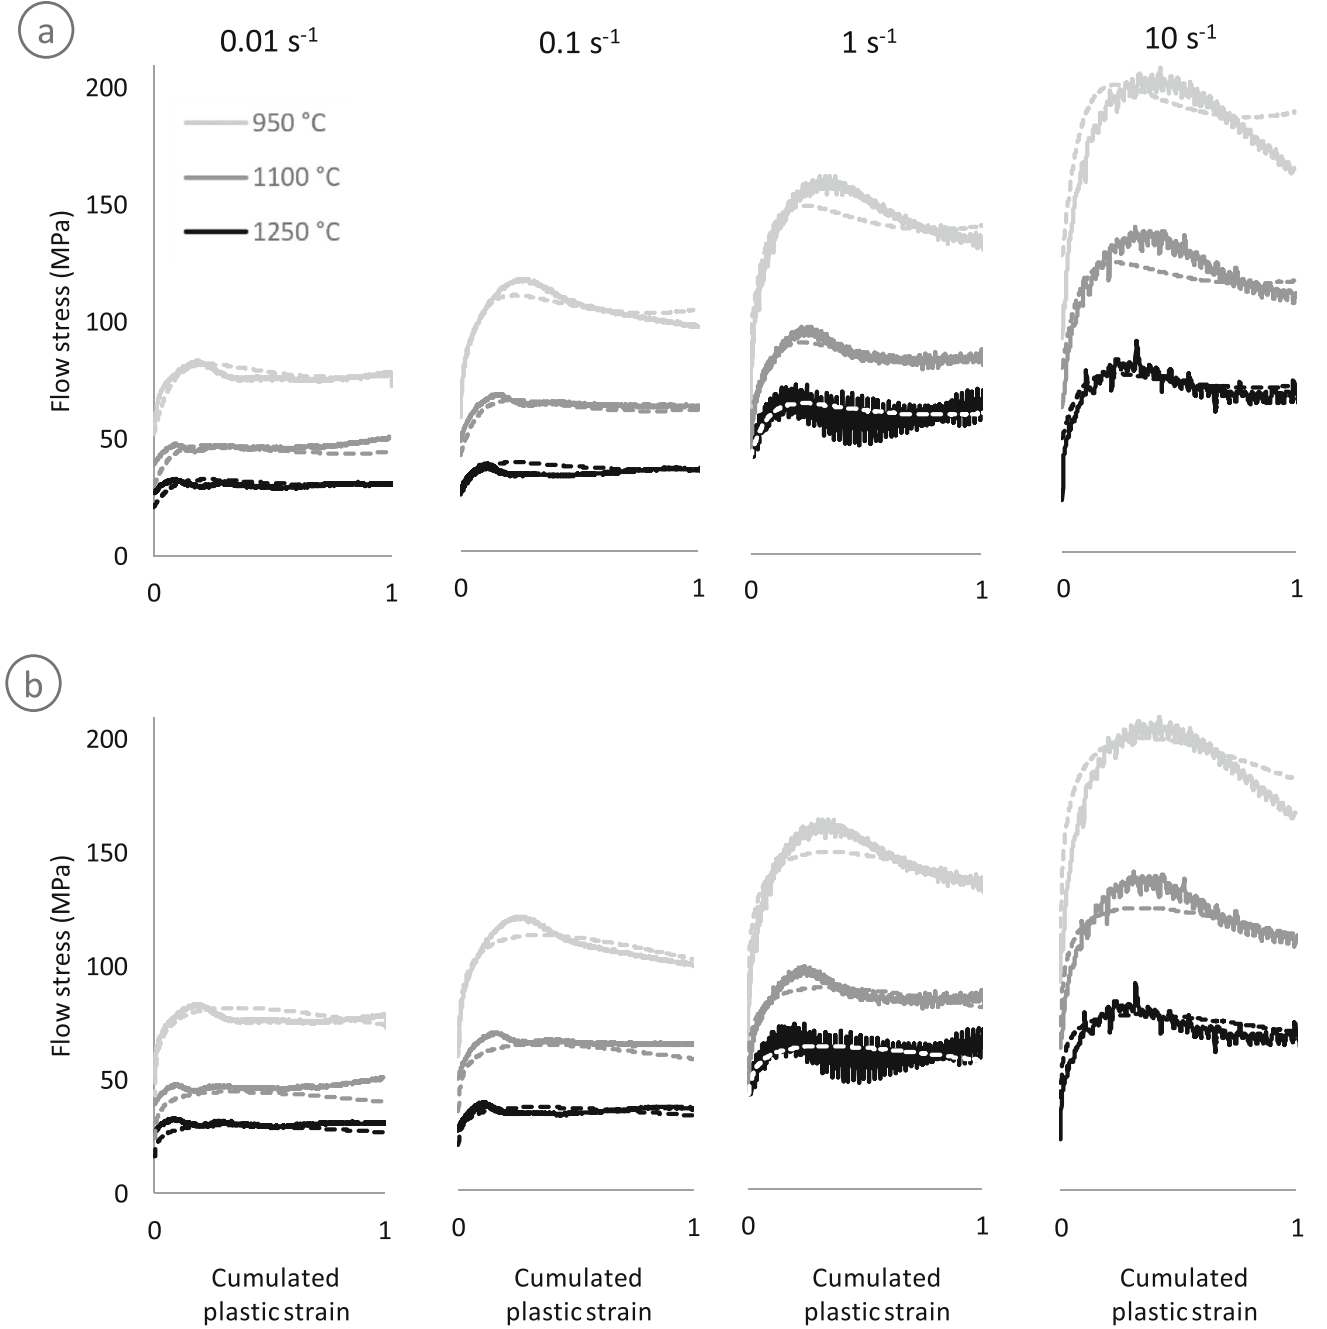 a
0.01 s-1
0.1 s-1
1 s-1
10 s-1
200
150
100
50
0
Flow stress (MPa)
950 °C
1100 °C
1250 °C
0 1
0 1
0 1
0 1
b
200
150
100
50
0
Flow stress (MPa)
0 1
0 1
0 1
0 1
Cumulated
plastic strain
Cumulated
plastic strain
Cumulated
plastic strain
Cumulated
plastic strain